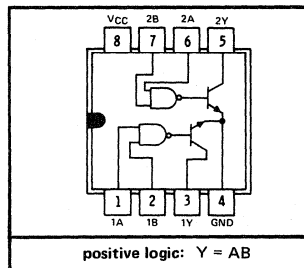 VCC 2B 2A 2Y
8 7 6 5
1 2 3 4
1A 1B 1Y GND
positive logic: Y = AB